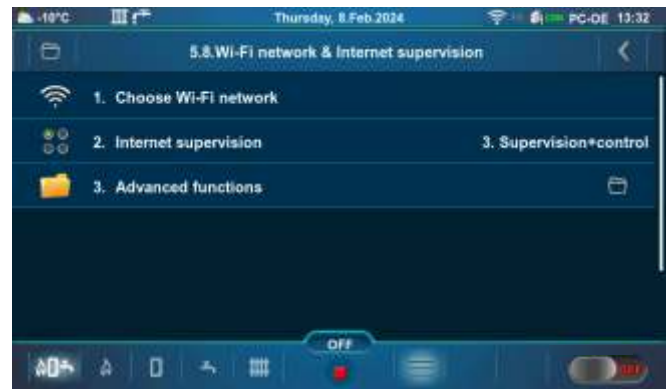 -10°C Thursday, 8.Feb.2024 PC-OE 13:32
5.8.Wi-Fi network & Internet supervision
1. Choose Wi-Fi network
2. Internet supervision 3. Supervision+control
3. Advanced functions
OFF
OFF